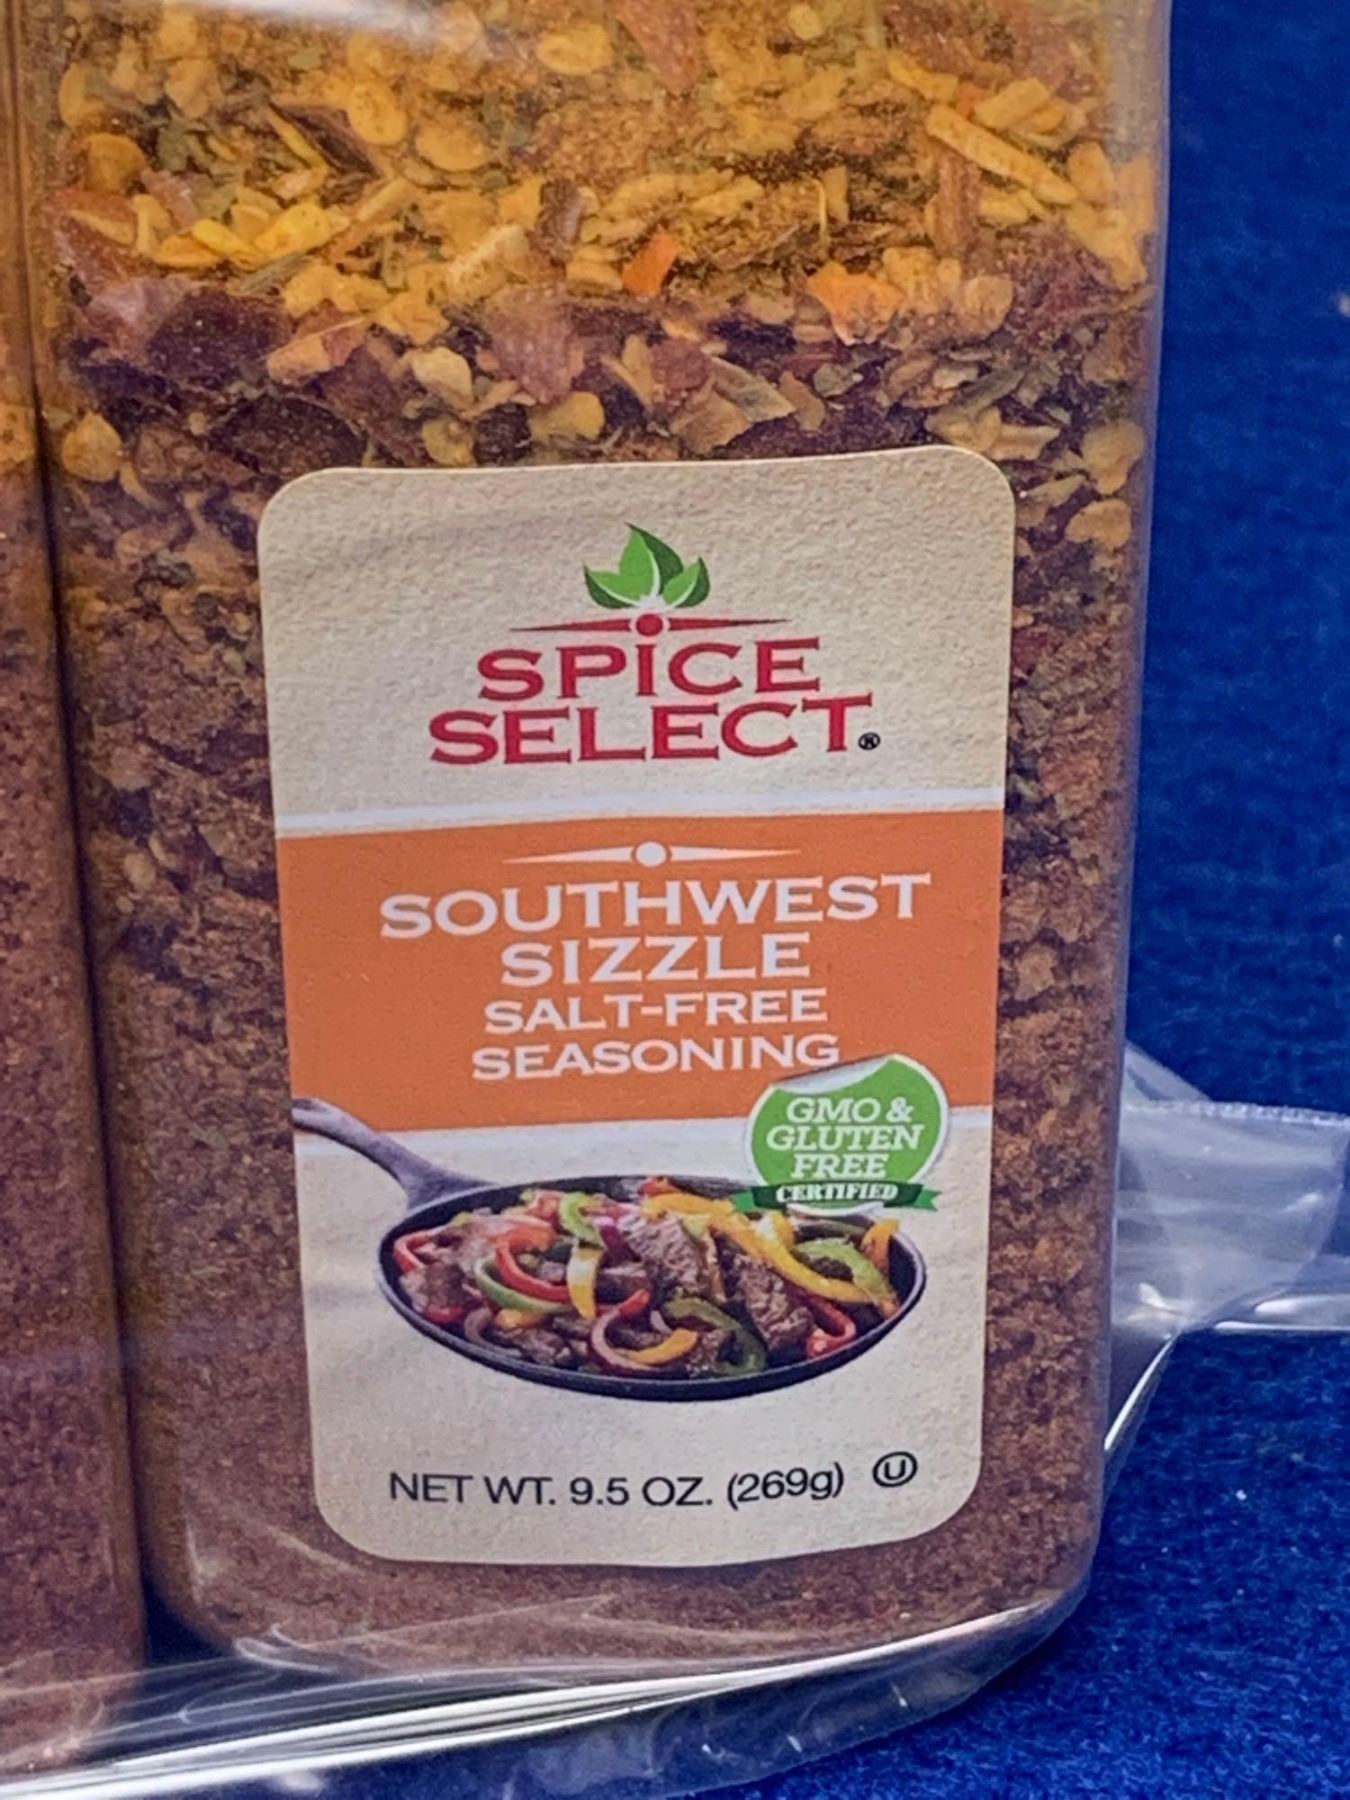 SPICE
SELECT®
SOUTHWEST
SIZZLE
SALT-FREE
SEASONING
GMO &
GLUTEN
FREE
CERTIFIED
NET WT. 9.5 OZ. (269g) Ⓤ